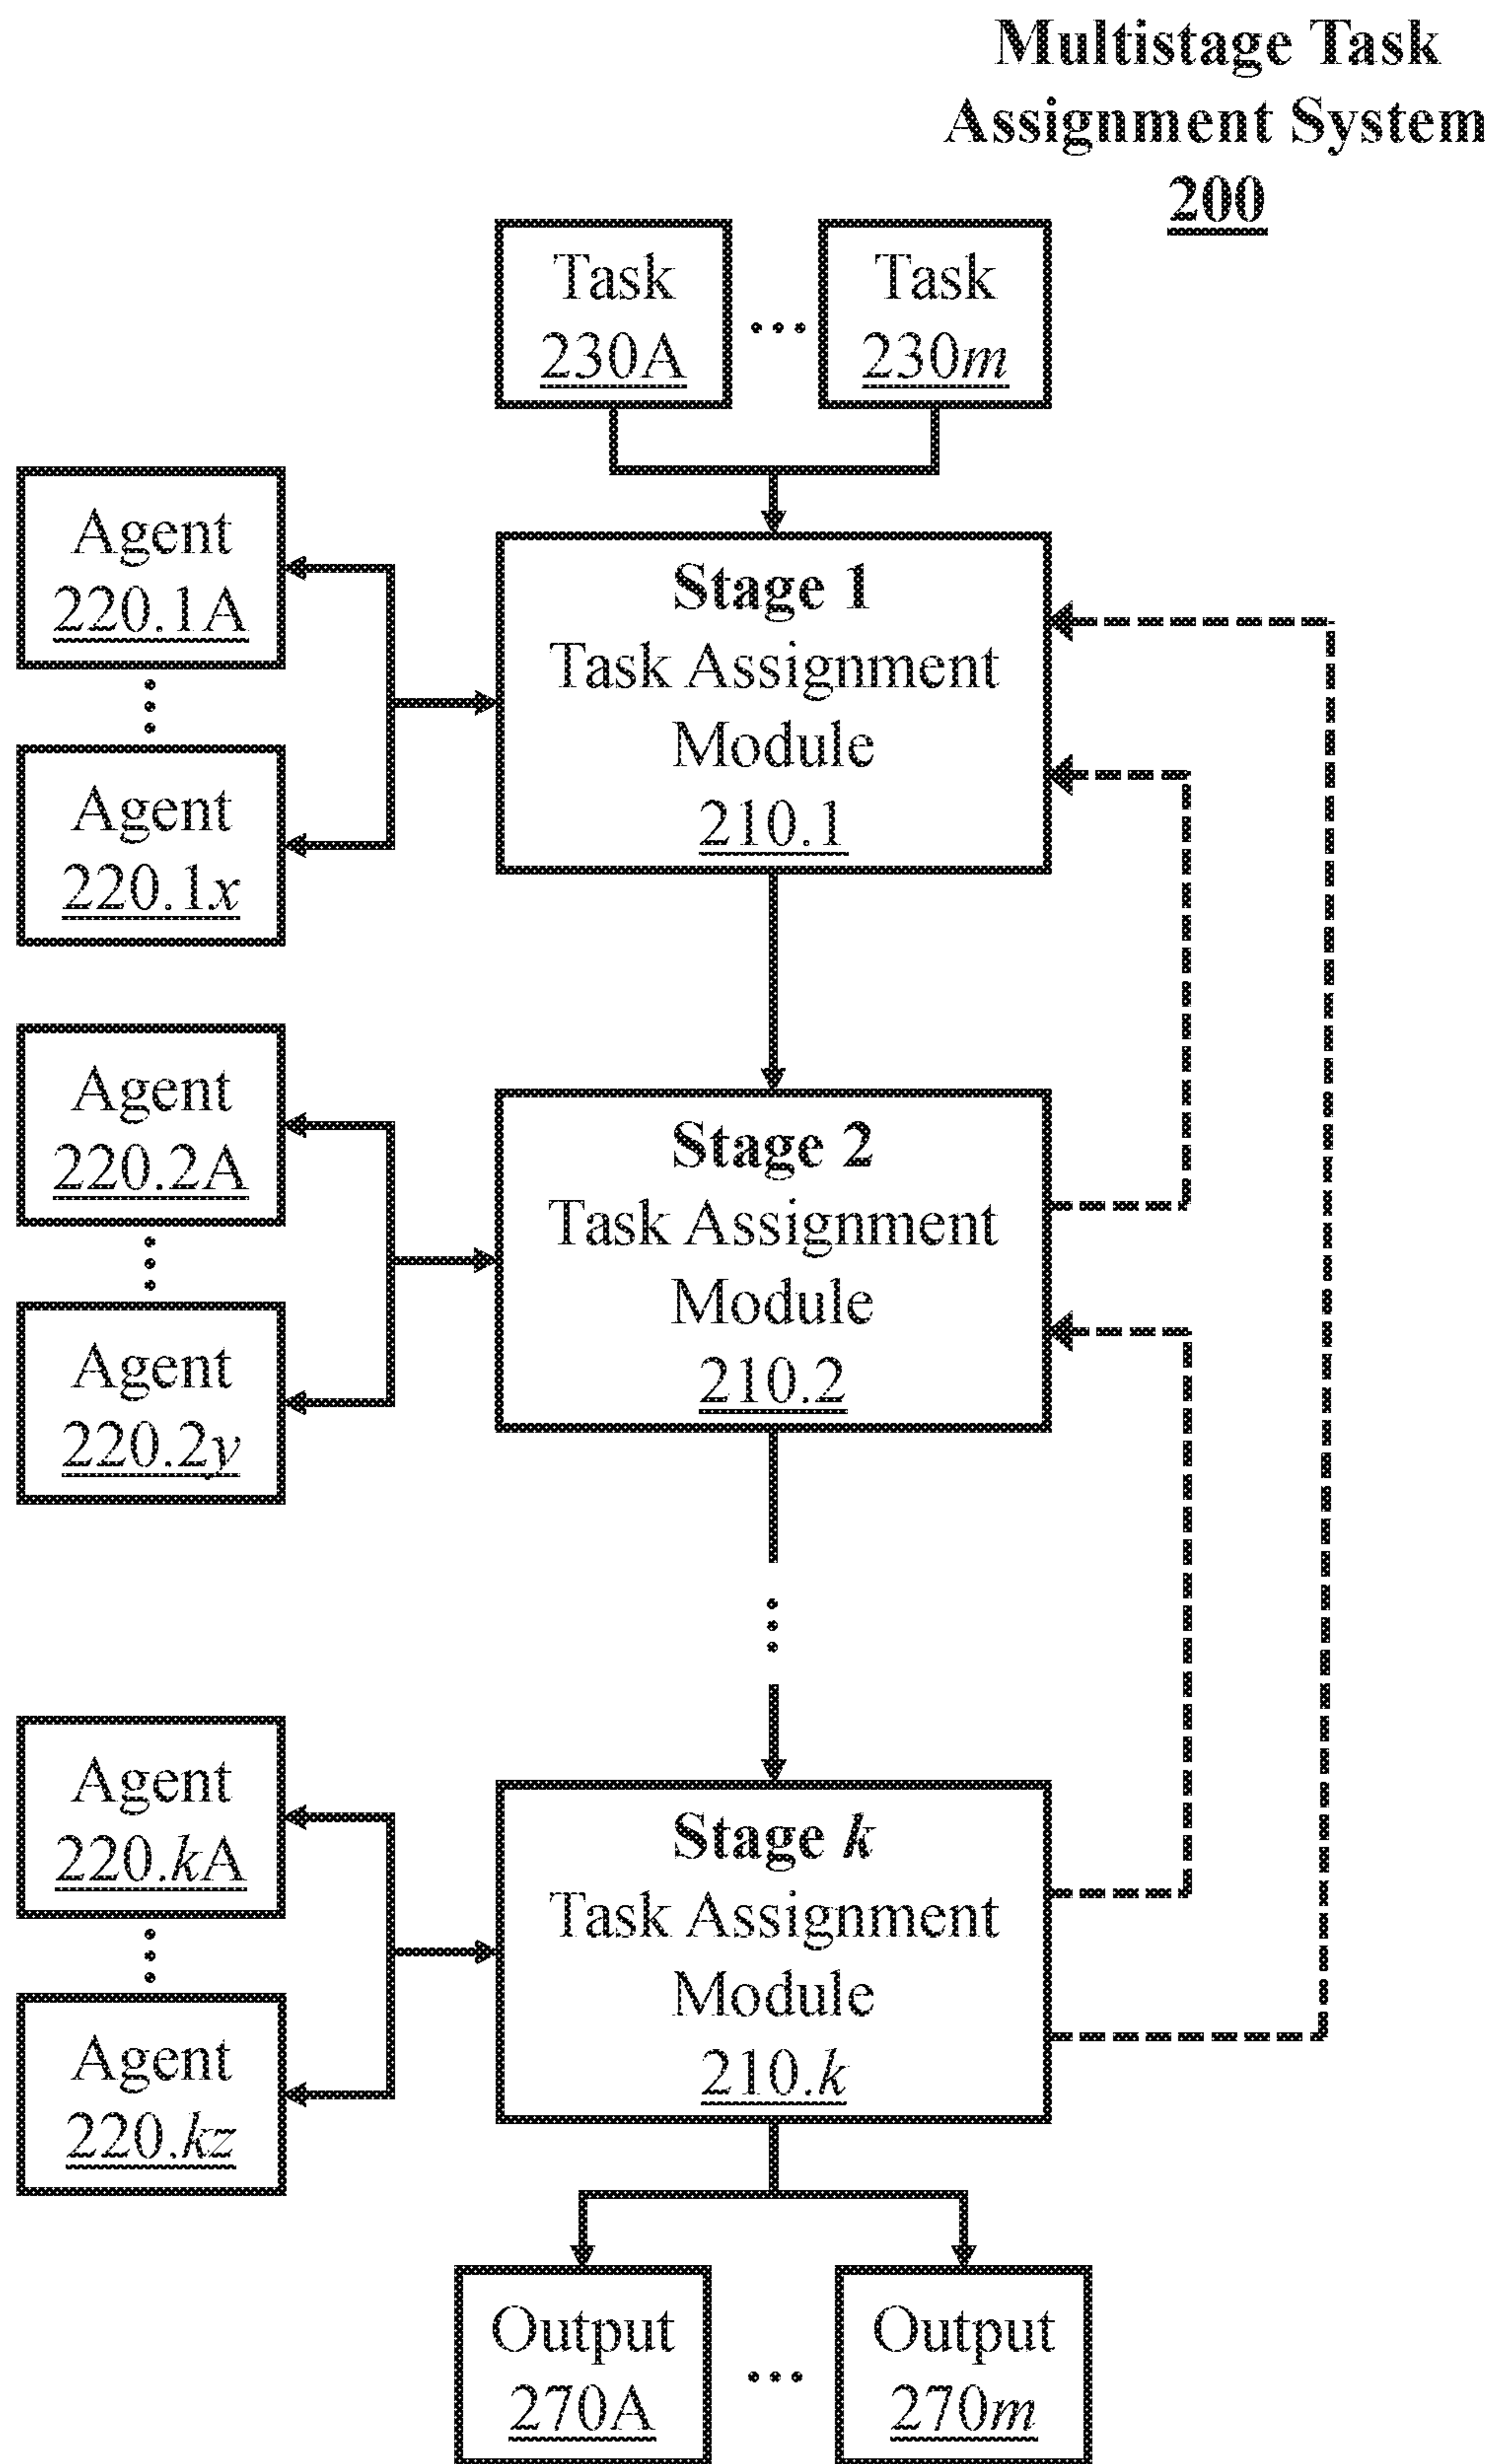 Multistage Task
Assignment System
200
Task
230A
...
Task
230m
Agent
220.1A
Agent
220.1x
Stage 1
Task Assignment
Module
210.1
Agent
220.2A
Agent
220.2y
Stage 2
Task Assignment
Module
210.2
Agent
220.kA
Agent
220.kz
Stage k
Task Assignment
Module
210.k
Output
270A
...
Output
270m